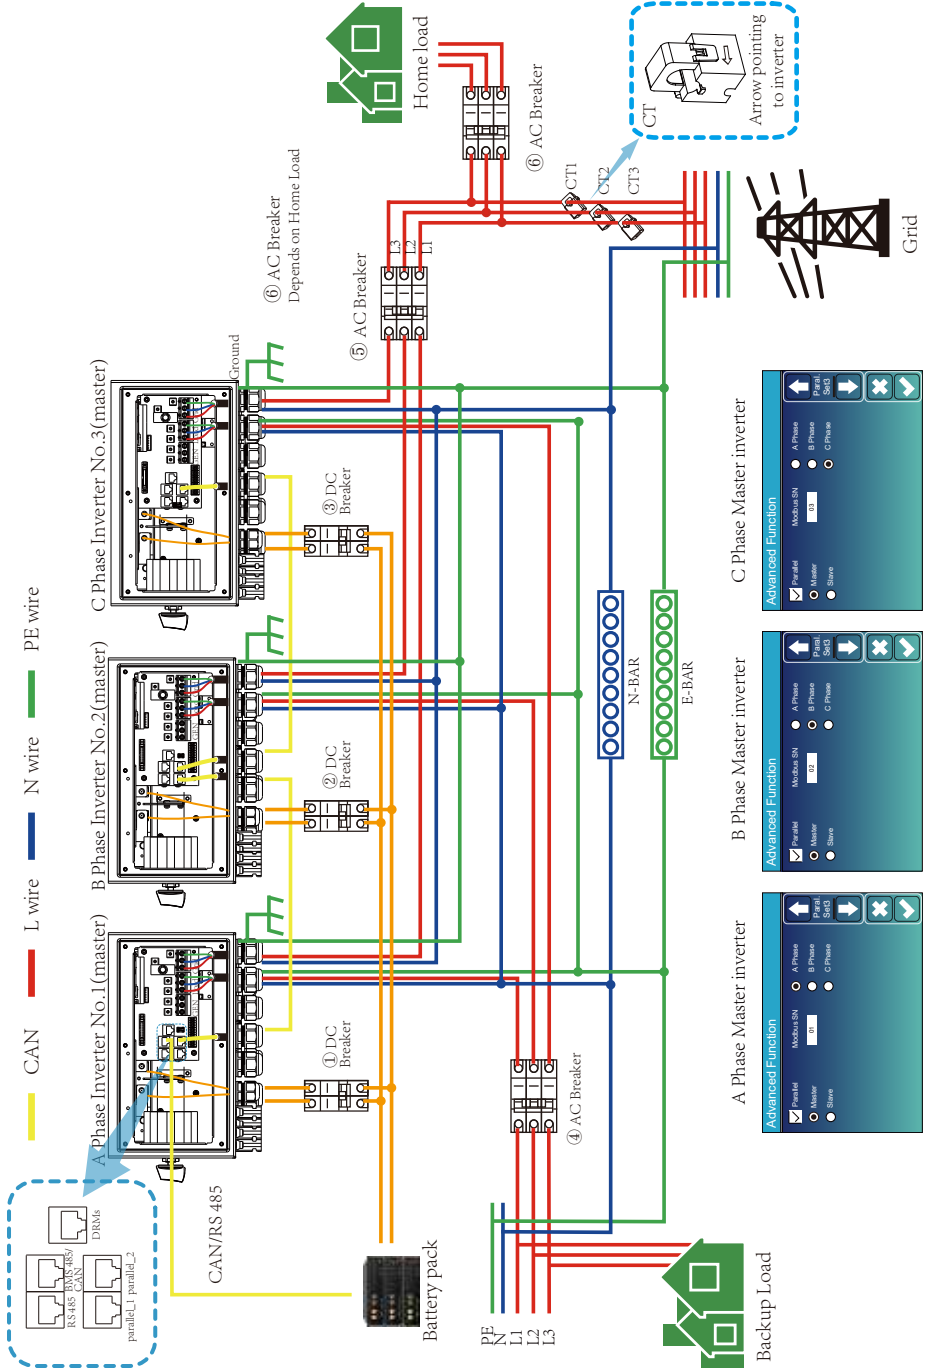 CAN
L wire
N wire
PE wire
A Phase Inverter No.1(master)
B Phase Inverter No.2(master)
C Phase Inverter No.3(master)
RS485
BMS 485/
CAN
DRMs
parallel_1
parallel_2
GEN
GEN
GEN
Ground
CAN/RS 485
① DC
Breaker
② DC
Breaker
③ DC
Breaker
⑥ AC Breaker
Depends on Home Load
Home load
Battery pack
⑤ AC Breaker
L3
L2
L1
⑥ AC Breaker
CT1
CT2
CT3
CT
Arrow pointing
to inverter
④ AC Breaker
PE
N
L1
L2
L3
N-BAR
E-BAR
Backup Load
Grid
A Phase Master inverter
B Phase Master inverter
C Phase Master inverter
Advanced Function
Parallel
Modbus SN
A Phase
Master
01
B Phase
Slave
C Phase
Paral.
Set3
Advanced Function
Parallel
Modbus SN
A Phase
Master
02
B Phase
Slave
C Phase
Paral.
Set3
Advanced Function
Parallel
Modbus SN
A Phase
Master
03
B Phase
Slave
C Phase
Paral.
Set3